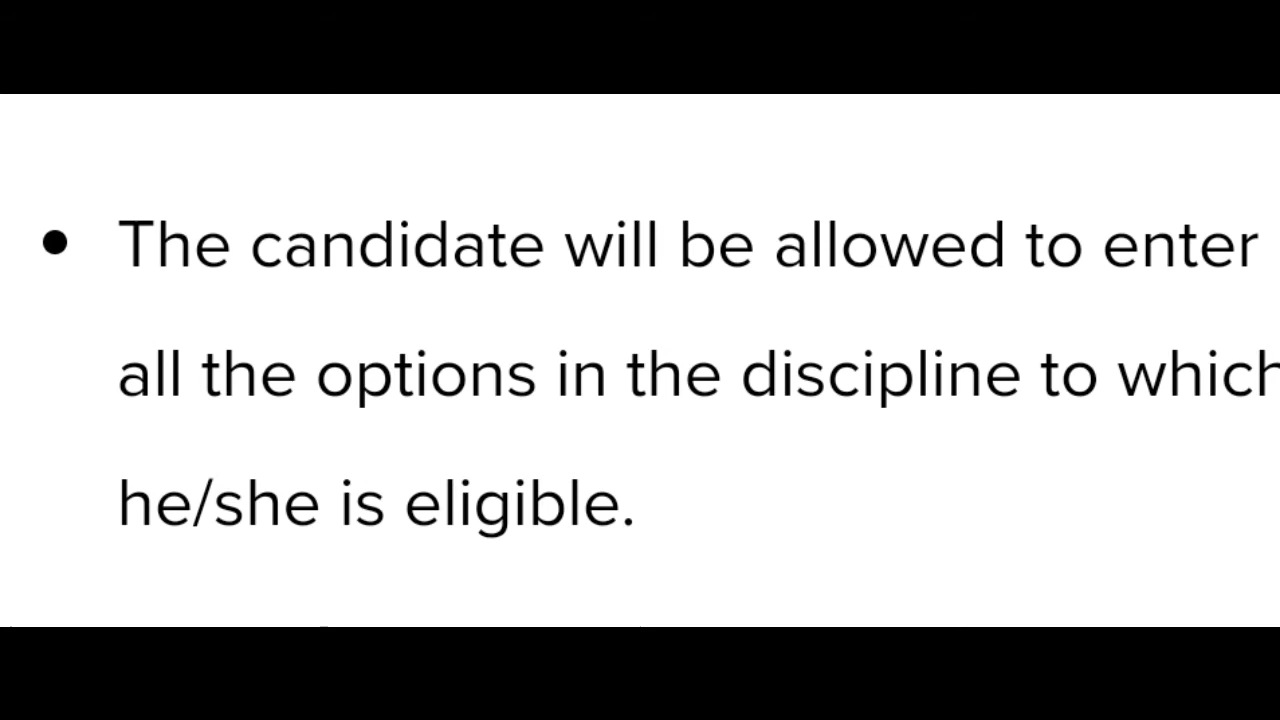 • The candidate will be allowed to enter
all the options in the discipline to which
he/she is eligible.